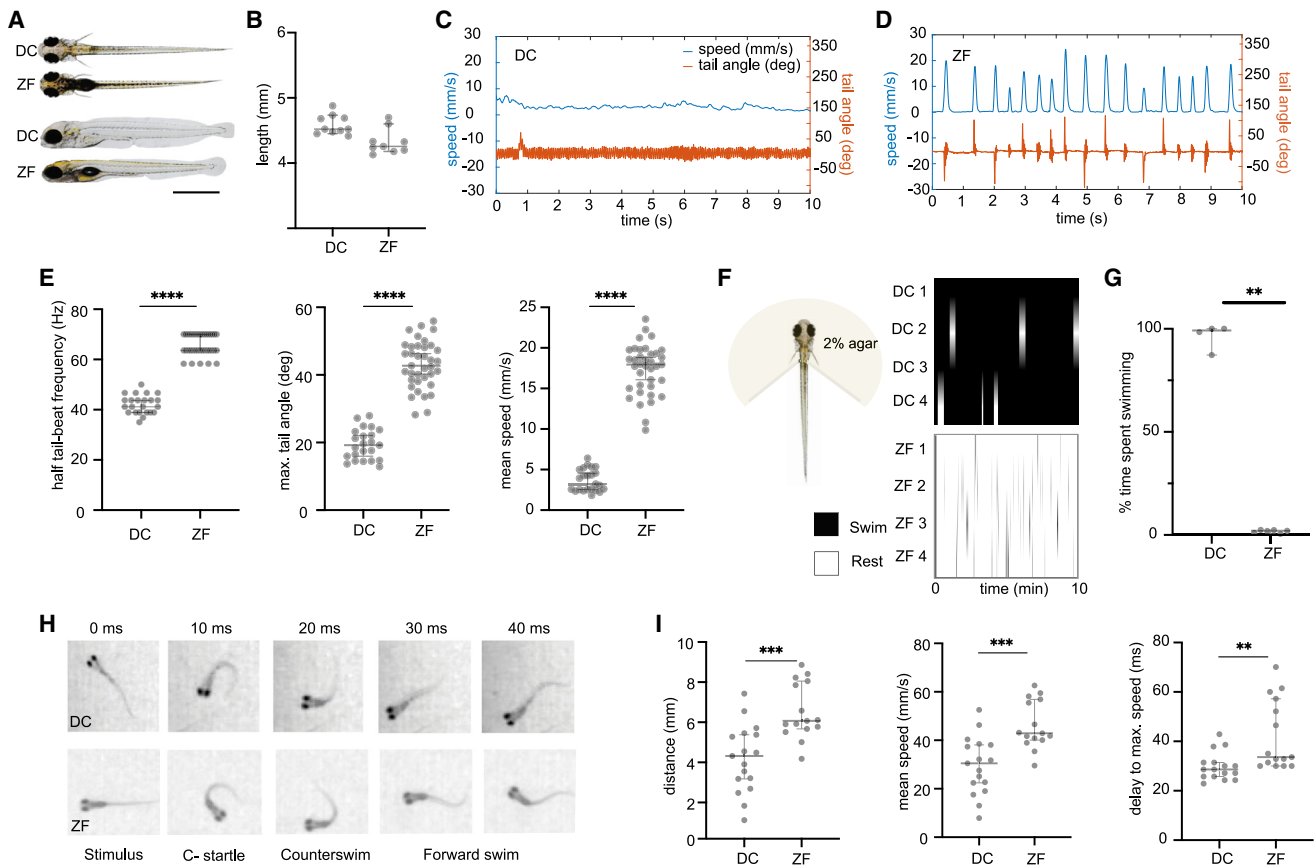 A
DC
ZF
DC
ZF
B
6
5
4
length (mm)
DC ZF
C
DC
speed (mm/s)
tail angle (deg)
30
20
10
0
-10
-20
-30
speed (mm/s)
350
250
150
50
-50
tail angle (deg)
0 1 2 3 4 5 6 7 8 9 10
time (s)
D
ZF
30
20
10
0
-10
-20
-30
speed (mm/s)
350
250
150
50
-50
tail angle (deg)
0 1 2 3 4 5 6 7 8 9 10
time (s)
E
****
80
60
40
20
0
half tail-beat frequency (Hz)
DC ZF
****
60
40
20
0
max. tail angle (deg)
DC ZF
****
25
20
15
10
5
0
mean speed (mm/s)
DC ZF
F
2% agar
Swim
Rest
DC 1
DC 2
DC 3
DC 4
ZF 1
ZF 2
ZF 3
ZF 4
0 time (min) 10
G
**
100
50
0
% time spent swimming
DC ZF
H
0 ms 10 ms 20 ms 30 ms 40 ms
DC
ZF
Stimulus C- startle Counterswim Forward swim
I
***
10
8
6
4
2
0
distance (mm)
DC ZF
***
80
60
40
20
0
mean speed (mm/s)
DC ZF
**
80
60
40
20
0
delay to max. speed (ms)
DC ZF